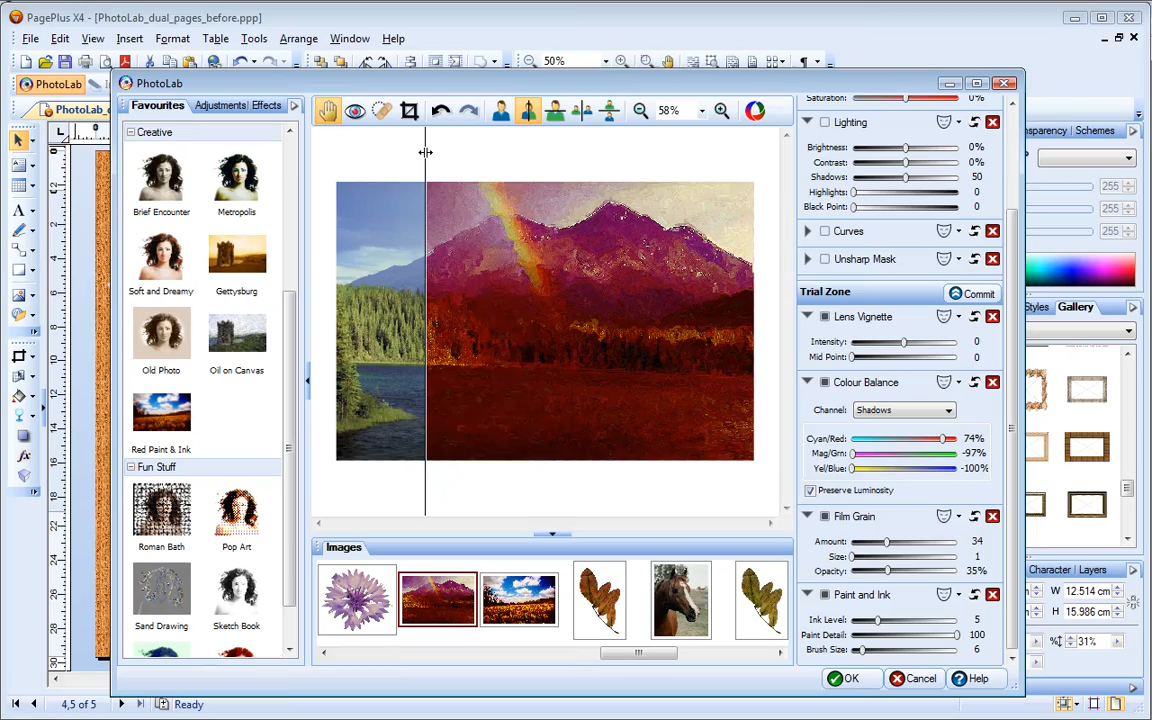 PagePlus X4 - [PhotoLab_dual_pages_before.ppp]
File Edit View Insert Format Table Tools Arrange Window Help
50%
PhotoLab
PhotoLab
Favourites Adjustments Effects
58%
Creative
Brief Encounter Metropolis
Soft and Dreamy Gettysburg
Old Photo Oil on Canvas
Red Paint & Ink
Fun Stuff
Roman Bath Pop Art
Sand Drawing Sketch Book
Saturation: 0%
Lighting
Brightness: 0%
Contrast: 0%
Shadows: 50
Highlights: 0
Black Point: 0
Curves
Unsharp Mask
Trial Zone Commit
Lens Vignette
Intensity: 0
Mid Point: 0
Colour Balance
Channel: Shadows
Cyan/Red: 74%
Mag/Grn: -97%
Yel/Blue: -100%
Preserve Luminosity
Film Grain
Amount: 34
Size: 1
Opacity: 35%
Paint and Ink
Ink Level: 5
Paint Detail: 100
Brush Size: 6
Images
OK Cancel Help
Schemes
255
255
255
Styles Gallery
Character Layers
W 12.514 cm
H 15.986 cm
31%
4,5 of 5 Ready